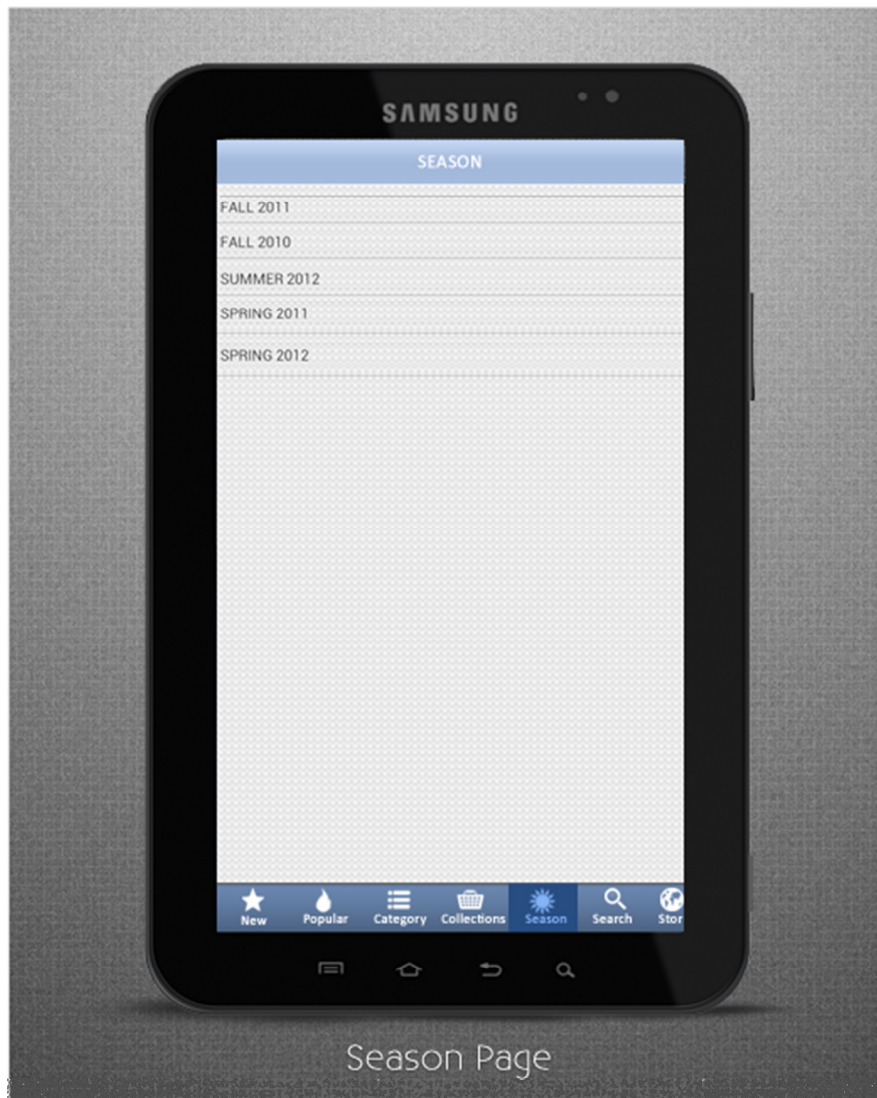 SAMSUNG
SEASON
FALL 2011
FALL 2010
SUMMER 2012
SPRING 2011
SPRING 2012
New Popular Category Collections Season Search Stor
Season Page